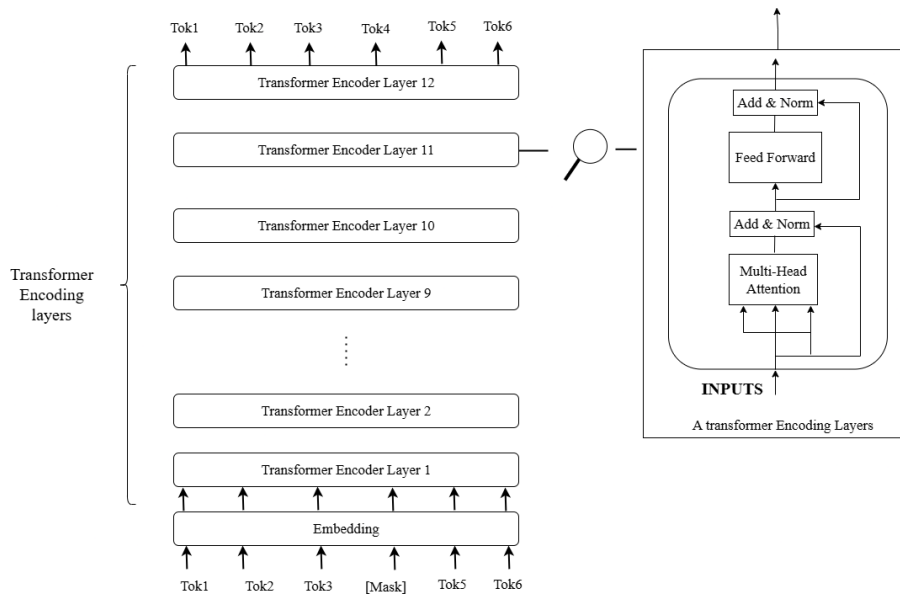 Tok1 Tok2 Tok3 Tok4 Tok5 Tok6
Transformer Encoder Layer 12
Transformer Encoder Layer 11
Transformer Encoder Layer 10
Transformer Encoder Layer 9
Transformer Encoder Layer 2
Transformer Encoder Layer 1
Embedding
Tok1 Tok2 Tok3 [Mask] Tok5 Tok6
Transformer
Encoding
layers
Add & Norm
Feed Forward
Add & Norm
Multi-Head
Attention
INPUTS
A transformer Encoding Layers